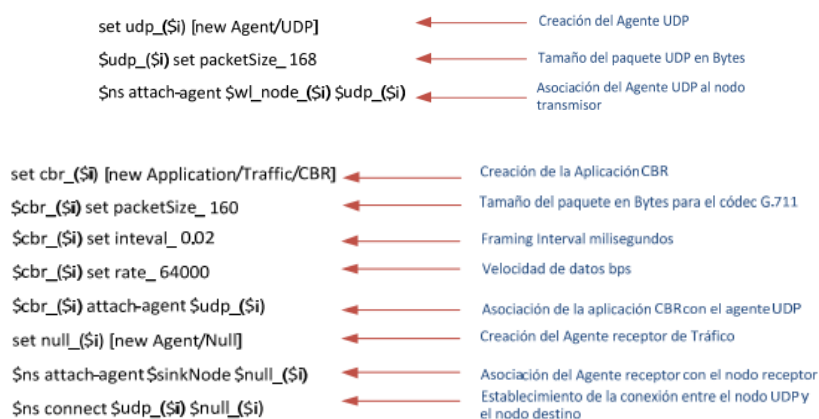 set udp_($i) [new Agent/UDP] Creación del Agente UDP
$udp_($i) set packetSize_ 168 Tamaño del paquete UDP en Bytes
$ns attach-agent $wl_node_($i) $udp_($i) Asociación del Agente UDP al nodo
transmisor
set cbr_($i) [new Application/Traffic/CBR] Creación de la Aplicación CBR
$cbr_($i) set packetSize_ 160 Tamaño del paquete en Bytes para el códec G.711
$cbr_($i) set inteval_ 0.02 Framing Interval milisegundos
$cbr_($i) set rate_ 64000 Velocidad de datos bps
$cbr_($i) attach-agent $udp_($i) Asociación de la aplicación CBR con el agente UDP
set null_($i) [new Agent/Null] Creación del Agente receptor de Tráfico
$ns attach-agent $sinkNode $null_($i) Asociación del Agente receptor con el nodo receptor
$ns connect $udp_($i) $null_($i) Establecimiento de la conexión entre el nodo UDP y
el nodo destino